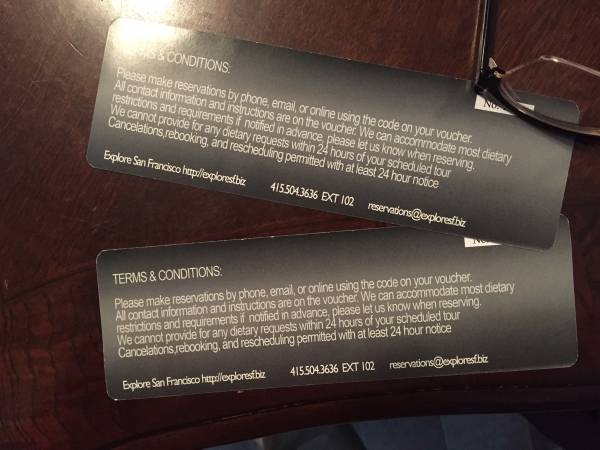 & CONDITIONS:
Please make reservations by phone, email, or online using the code on your voucher.
All contact information and instructions are on the voucher. We can accommodate most dietary
restrictions and requirements if notified in advance, please let us know when reserving.
We cannot provide for any dietary requests within 24 hours of your scheduled tour
Cancelations,rebooking, and rescheduling permitted with at least 24 hour notice
Explore San Francisco http://exploresf.biz 415.504.3636 EXT 102 reservations@exploresf.biz
No.
TERMS & CONDITIONS:
Please make reservations by phone, email, or online using the code on your voucher.
All contact information and instructions are on the voucher. We can accommodate most dietary
restrictions and requirements if notified in advance, please let us know when reserving.
We cannot provide for any dietary requests within 24 hours of your scheduled tour
Cancelations,rebooking, and rescheduling permitted with at least 24 hour notice
Explore San Francisco http://exploresf.biz 415.504.3636 EXT 102 reservations@exploresf.biz